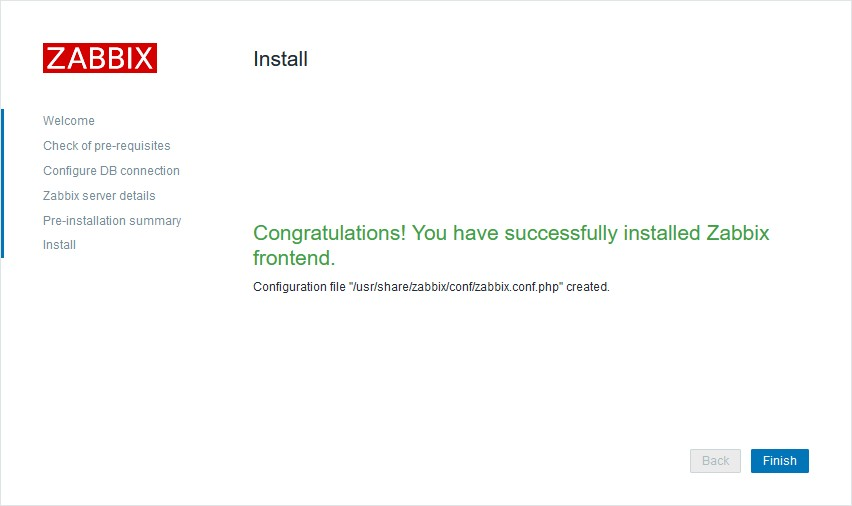 ZABBIX
Install
Welcome
Check of pre-requisites
Configure DB connection
Zabbix server details
Pre-installation summary
Install
Congratulations! You have successfully installed Zabbix
frontend.
Configuration file "/usr/share/zabbix/conf/zabbix.conf.php" created.
Back
Finish